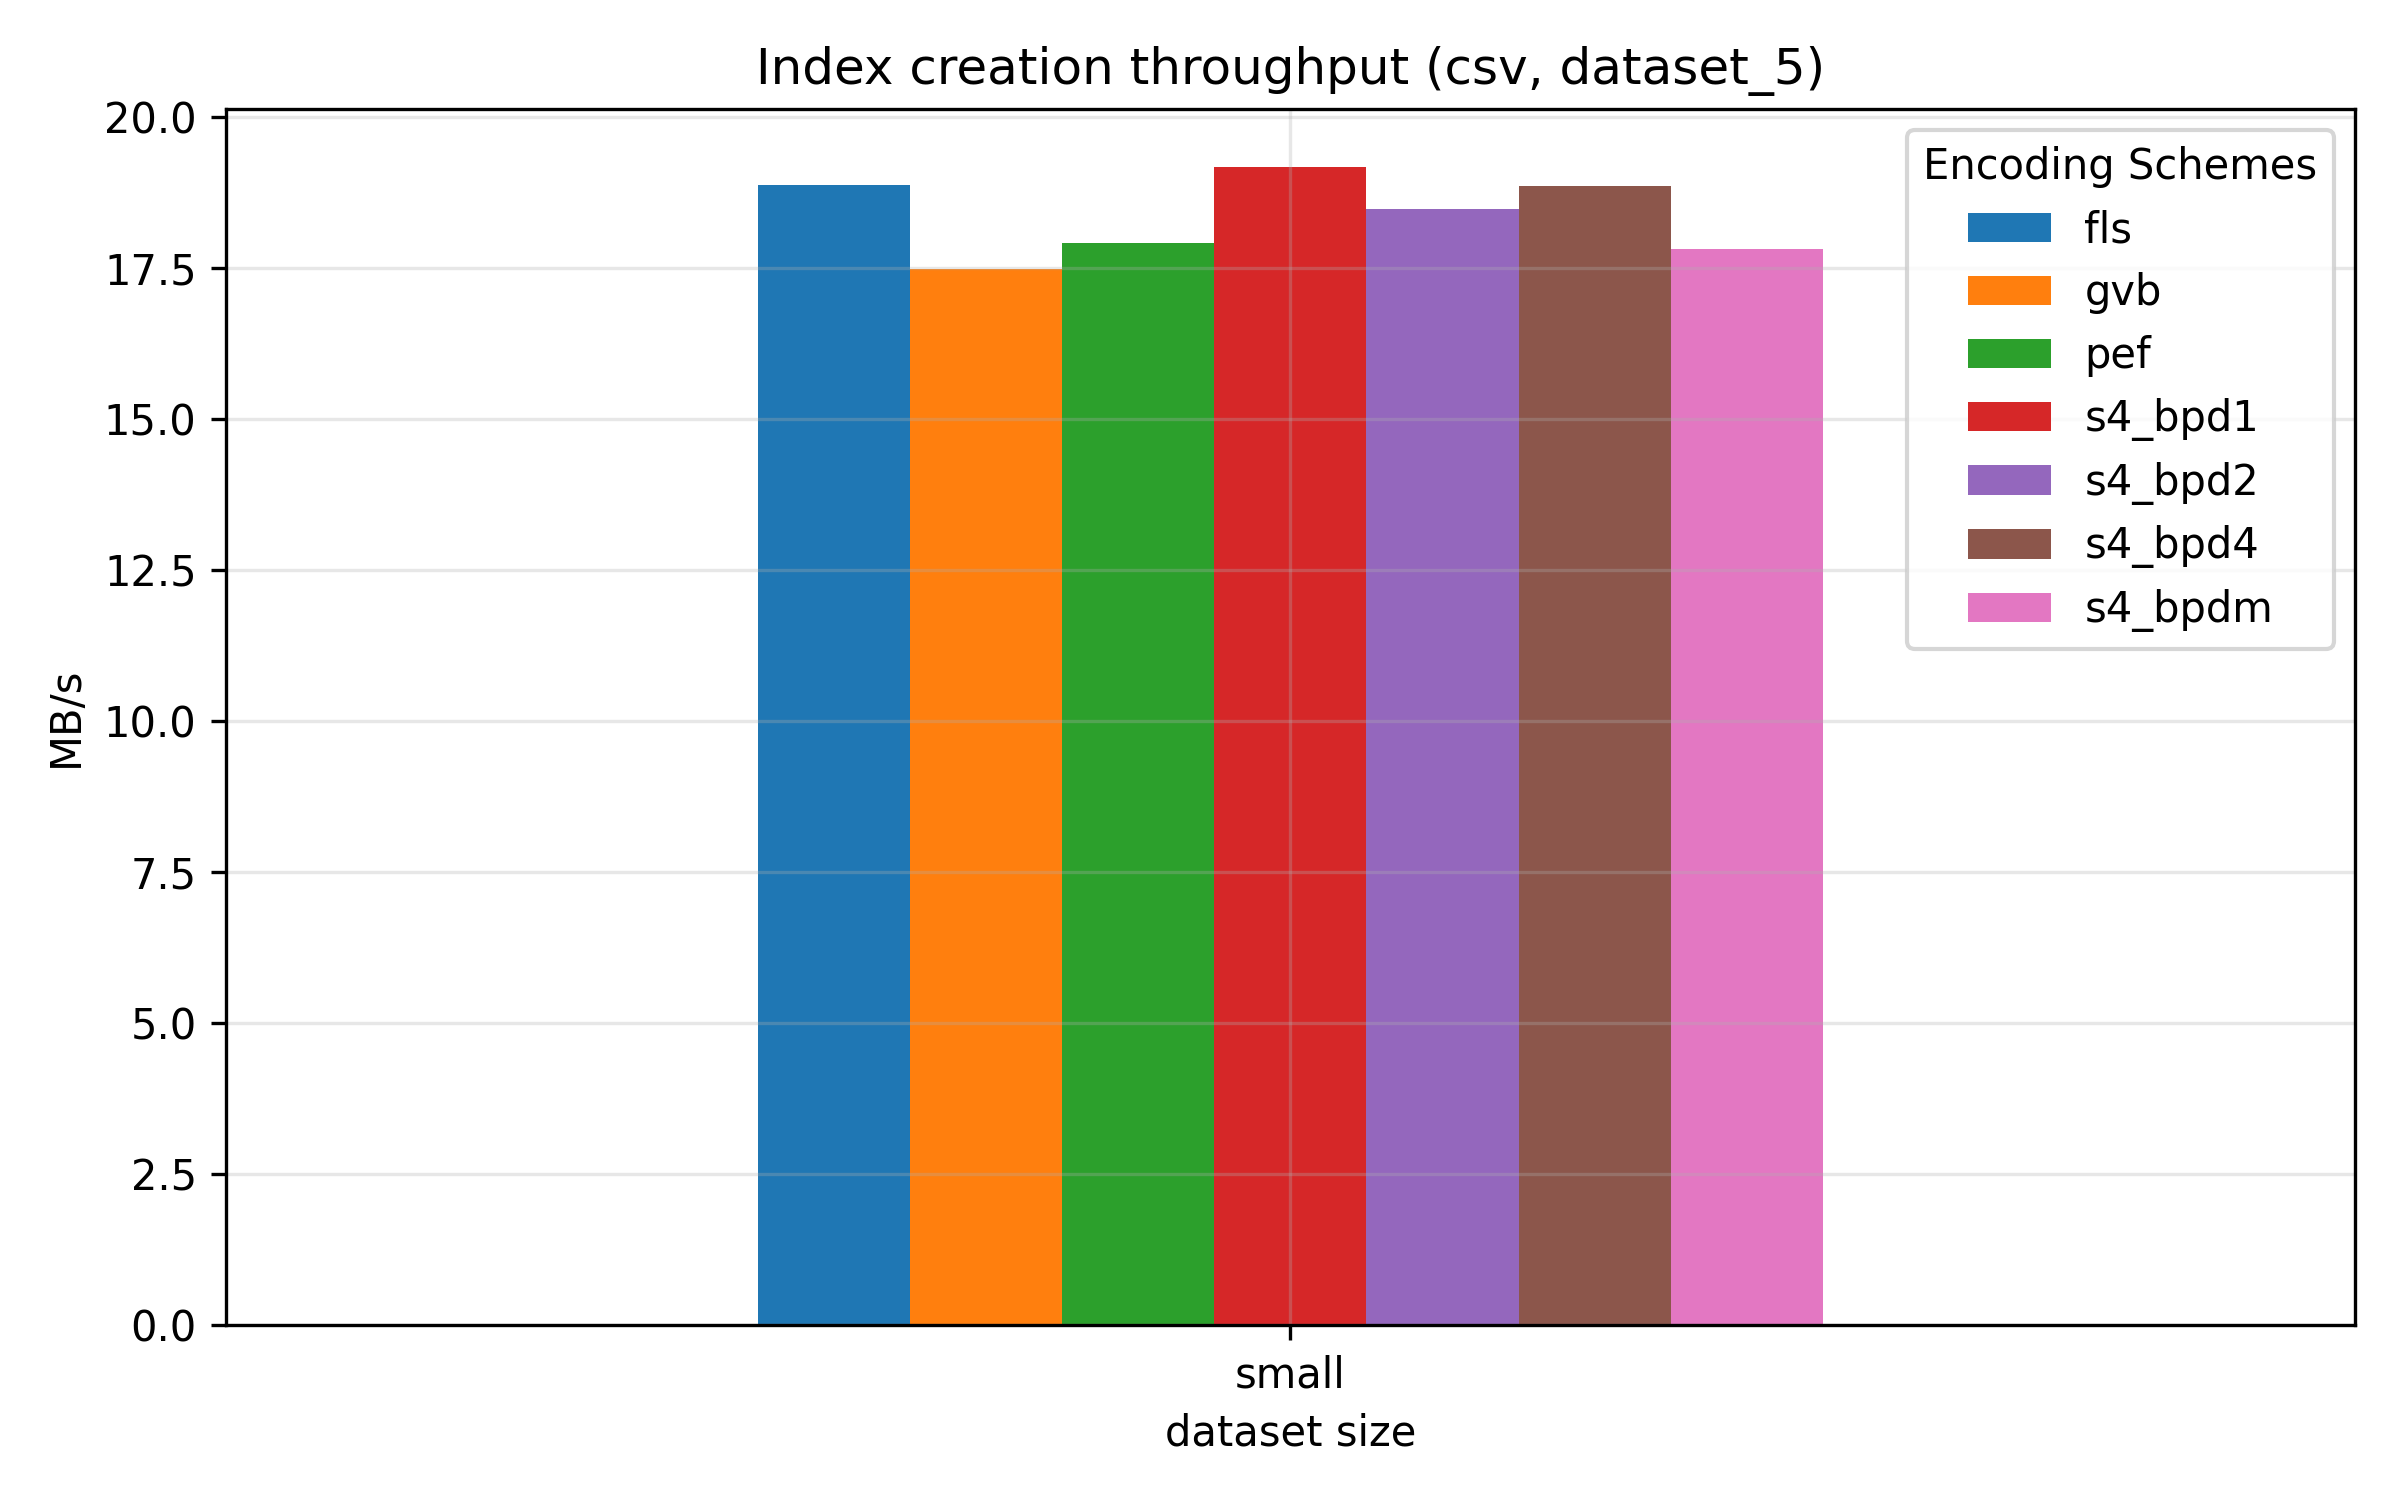 Index creation throughput (csv, dataset_5)
20.0
17.5
15.0
12.5
10.0
7.5
5.0
2.5
0.0
MB/s
Encoding Schemes
fls
gvb
pef
s4_bpd1
s4_bpd2
s4_bpd4
s4_bpdm
small
dataset size